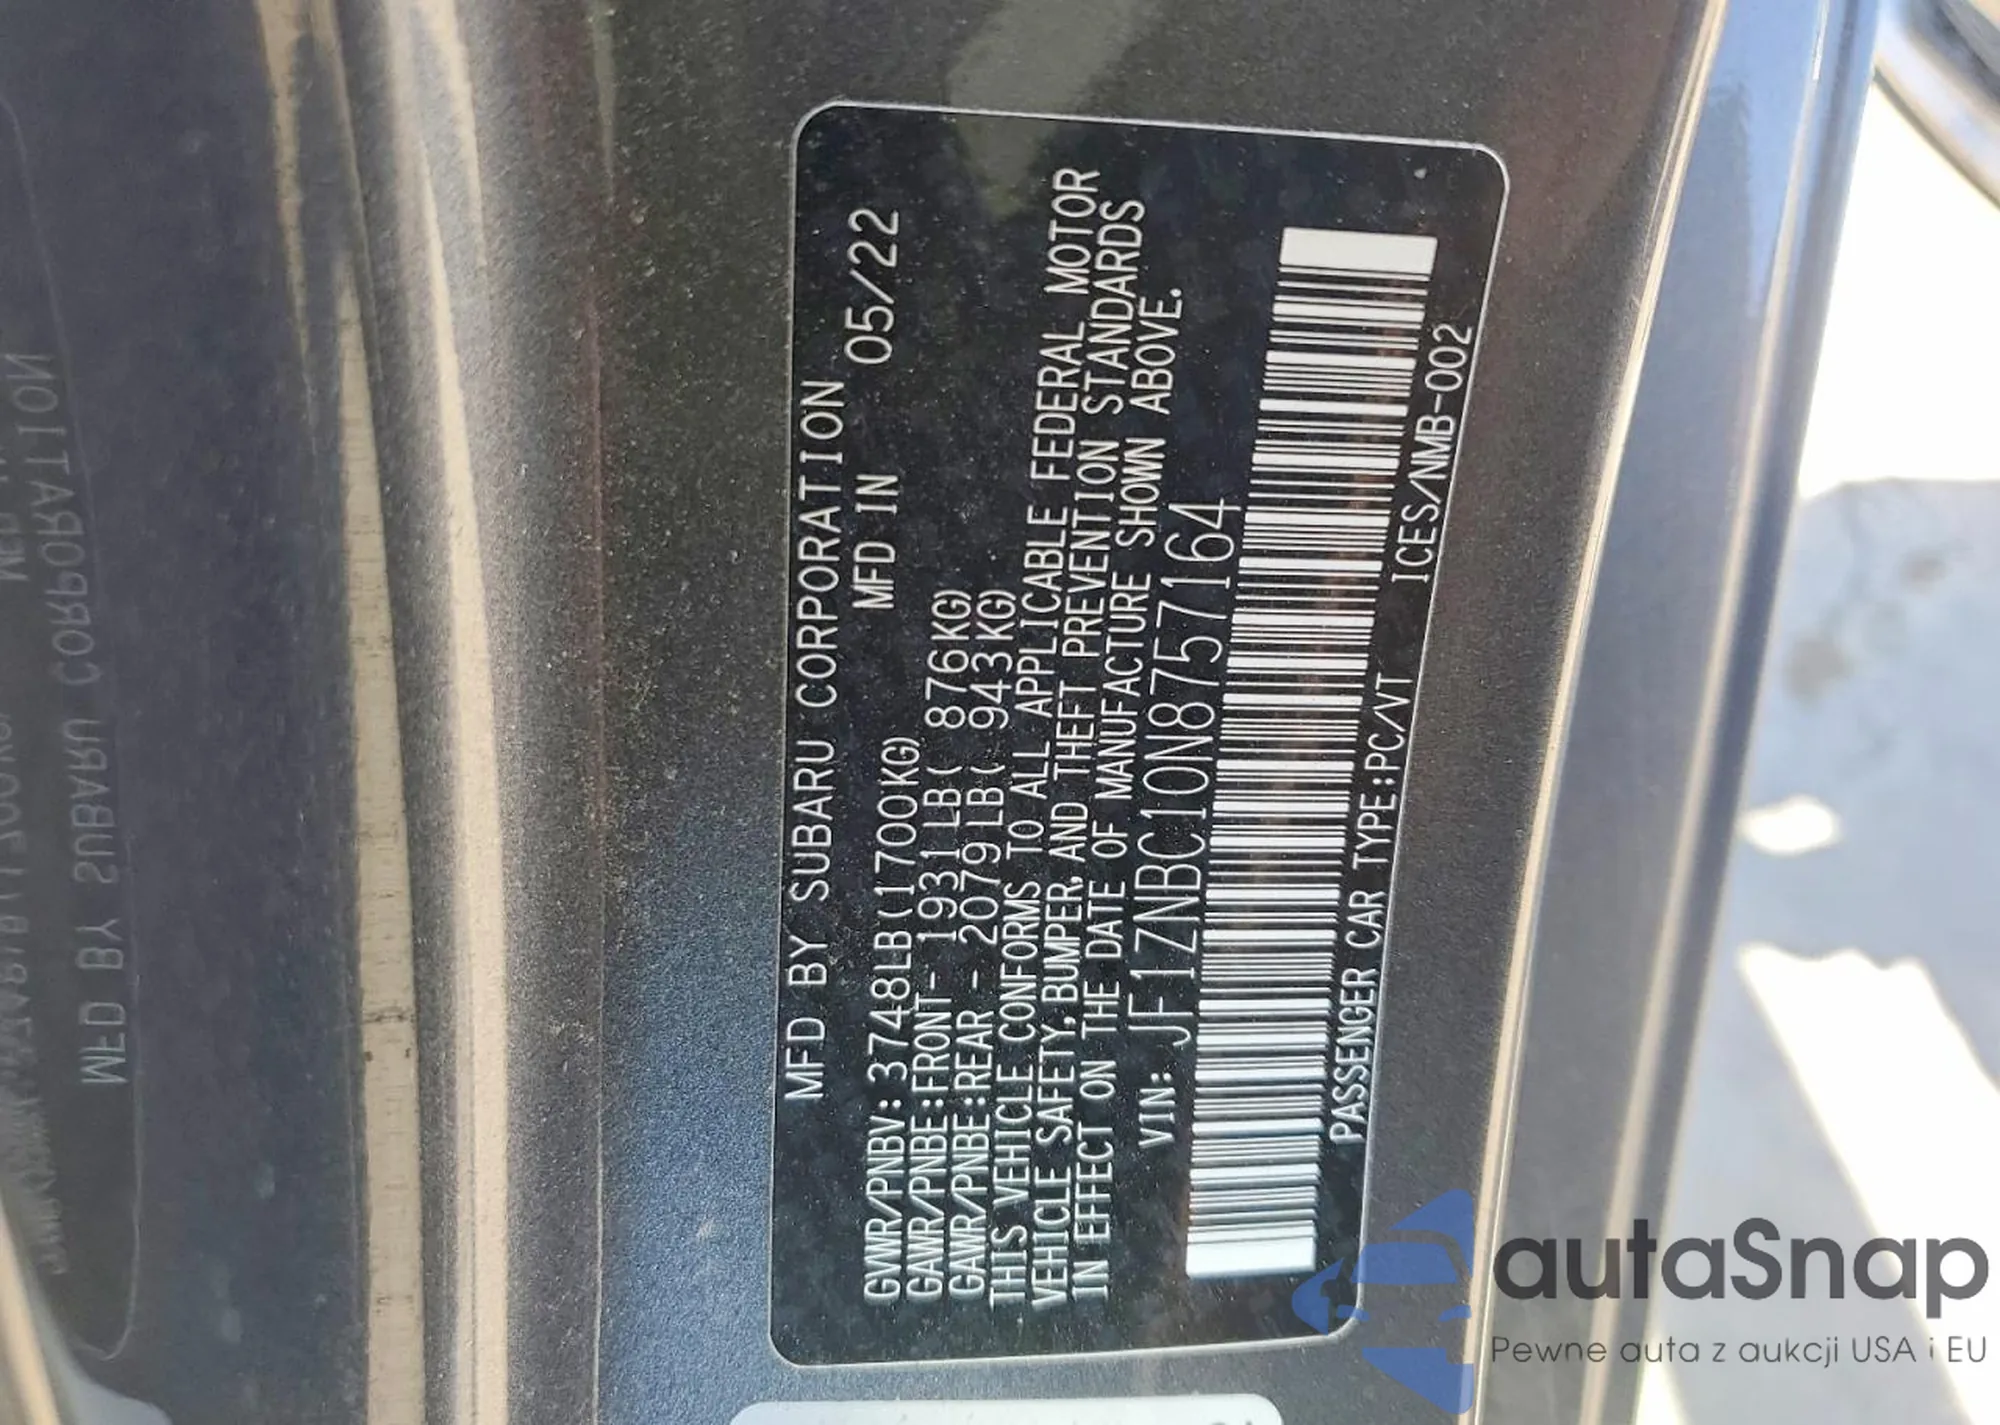 MFD BY SUBARU CORPORATION
MFD IN 05/22
GVWR/PNBV: 3748LB(1700KG)
GAWR/PNBE:FRONT- 1931LB( 876KG)
GAWR/PNBE:REAR - 2079LB( 943KG)
THIS VEHICLE CONFORMS TO ALL APPLICABLE FEDERAL MOTOR
VEHICLE SAFETY, BUMPER, AND THEFT PREVENTION STANDARDS
IN EFFECT ON THE DATE OF MANUFACTURE SHOWN ABOVE.
VIN: JF1ZNBC10N8757164
PASSENGER CAR TYPE:PC/VT ICES/NMB-002
MFD BY SUBARU CORPORATION
autaSnap
Pewne auta z aukcji USA i EU